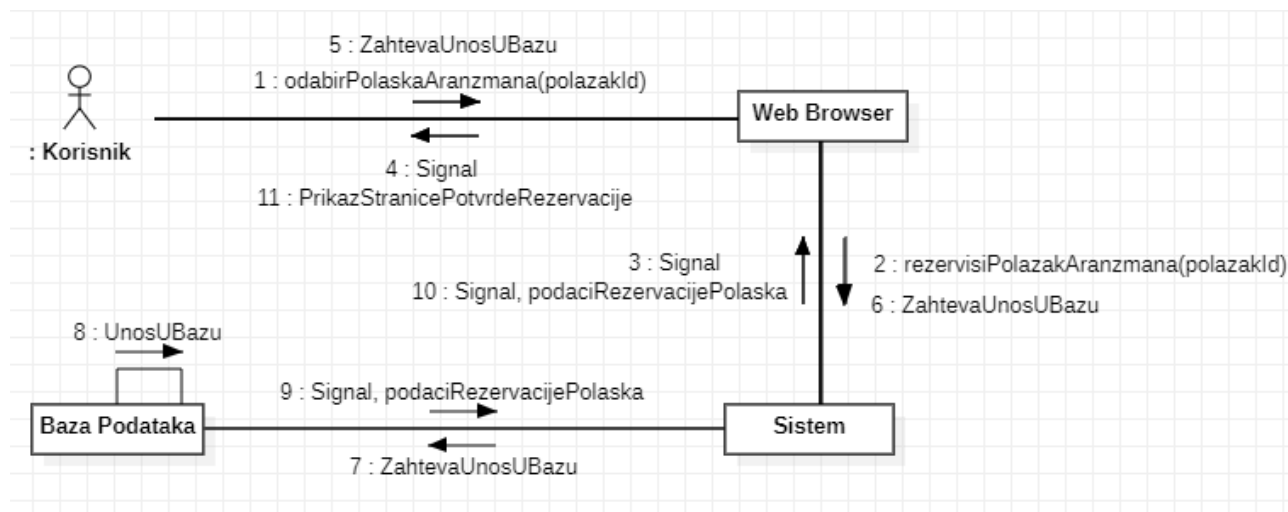 5 : ZahtevaUnosUBazu
1 : odabirPolaskaAranzmana(polazakId)
Web Browser
: Korisnik
4 : Signal
11 : PrikazStranicePotvrdeRezervacije
3 : Signal
10 : Signal, podaciRezervacijePolaska
2 : rezervisiPolazakAranzmana(polazakId)
6 : ZahtevaUnosUBazu
8 : UnosUBazu
9 : Signal, podaciRezervacijePolaska
Baza Podataka
Sistem
7 : ZahtevaUnosUBazu